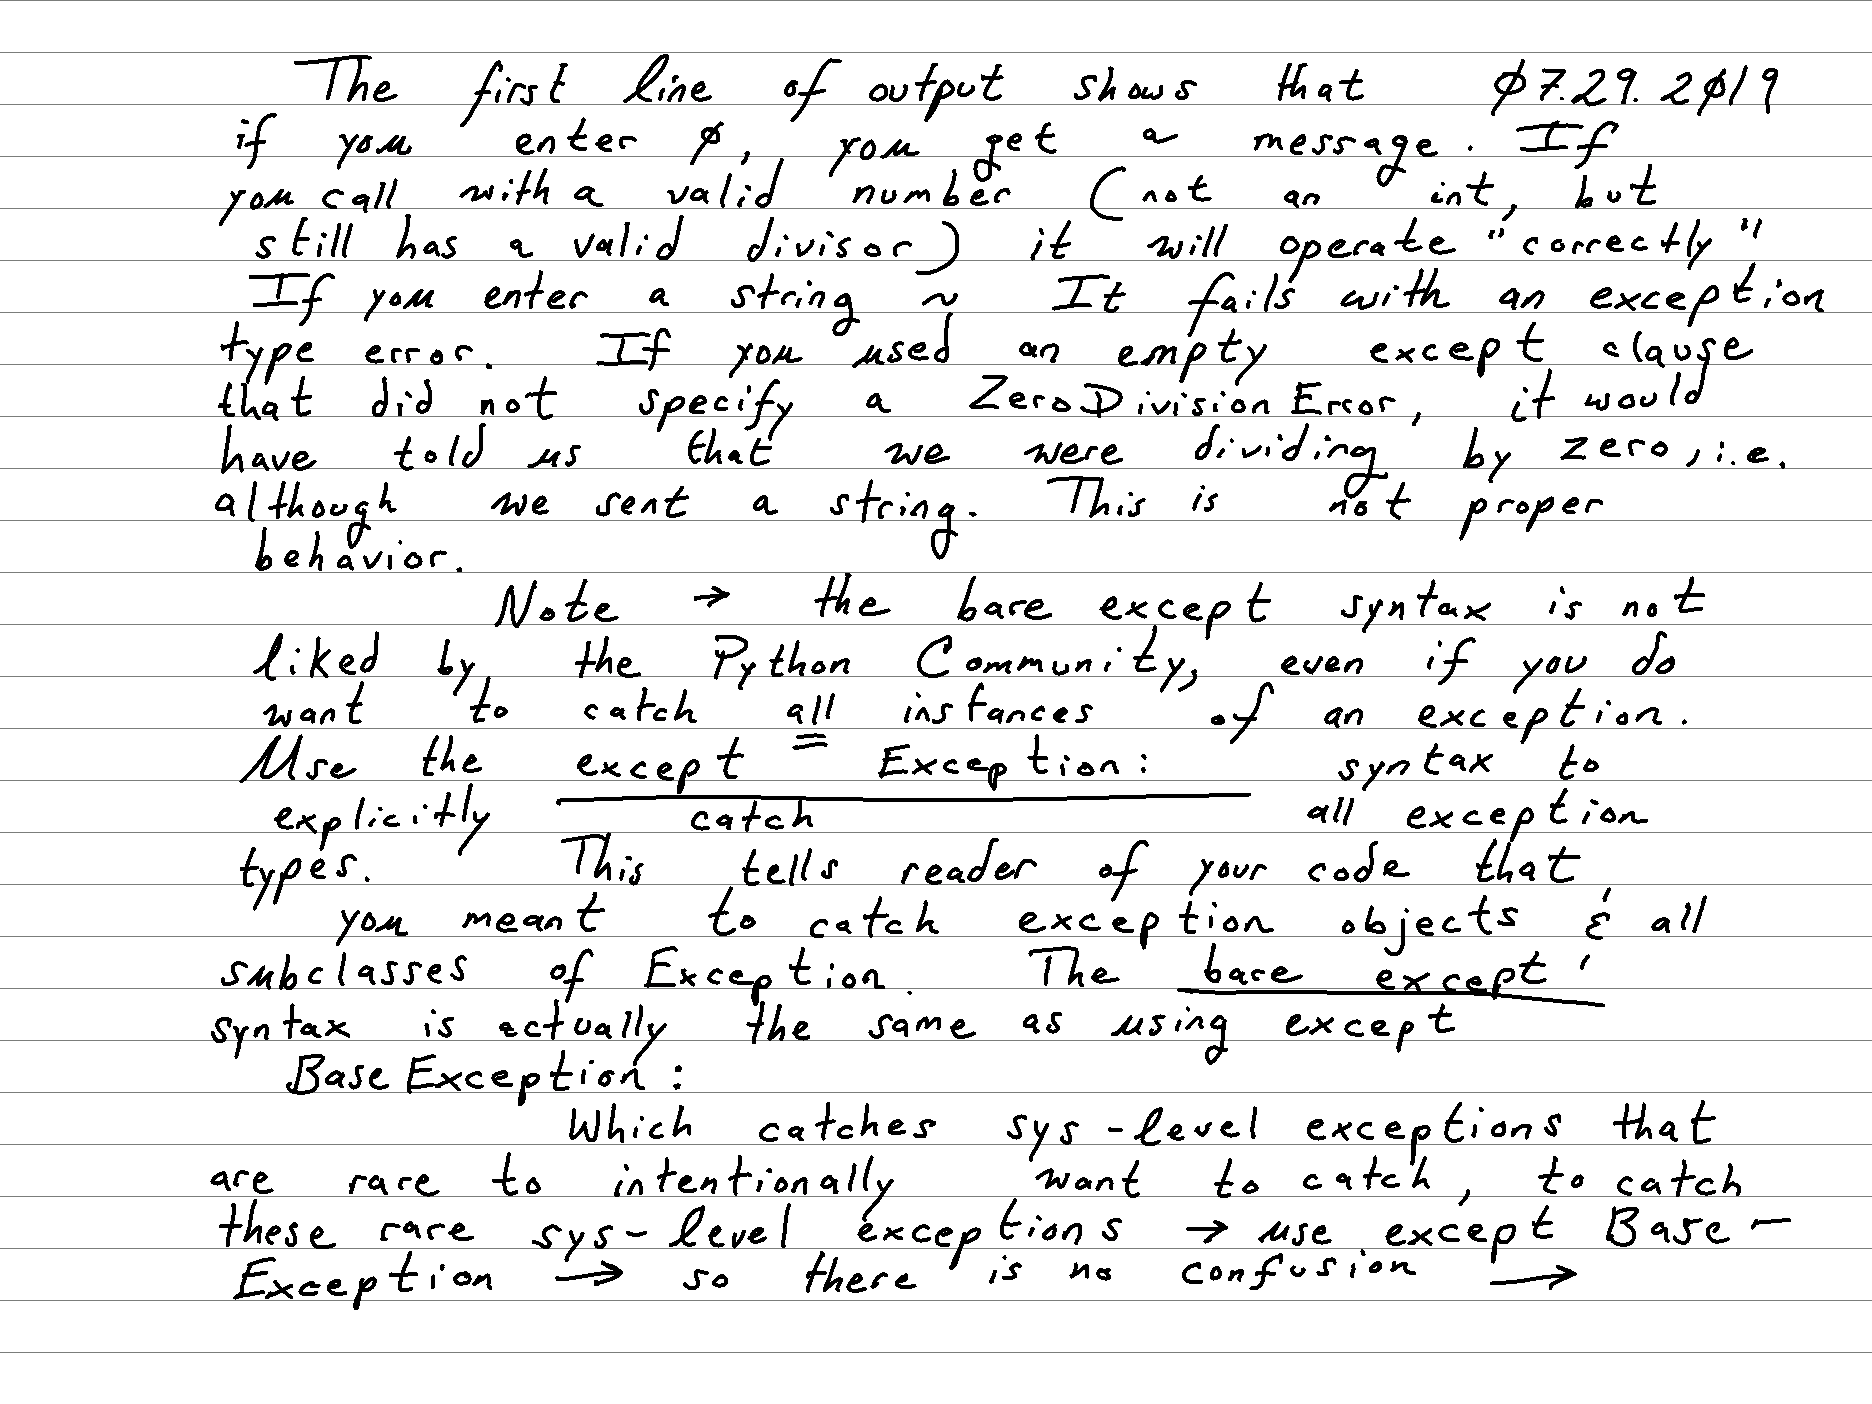 The first line of output shows that Ø7.29.2Ø19
if you enter Ø, you get a message. If
you call with a valid number (not an int, but
still has a valid divisor) it will operate "correctly"
If you enter a string ~ It fails with an exception
type error. If you used an empty except clause
that did not specify a ZeroDivisionError, it would
have told us that we were dividing by zero, i.e.
although we sent a string. This is not proper
behavior.
Note → the bare except syntax is not
liked by the Python Community, even if you do
want to catch all instances of an exception.
Use the except Exception: syntax to
explicitly catch all exception
types. This tells reader of your code that
you meant to catch exception objects & all
subclasses of Exception. The bare except
syntax is actually the same as using except
BaseException:
Which catches sys-level exceptions that
are rare to intentionally want to catch, to catch
these rare sys-level exceptions → use except Base-
Exception → so there is no confusion →